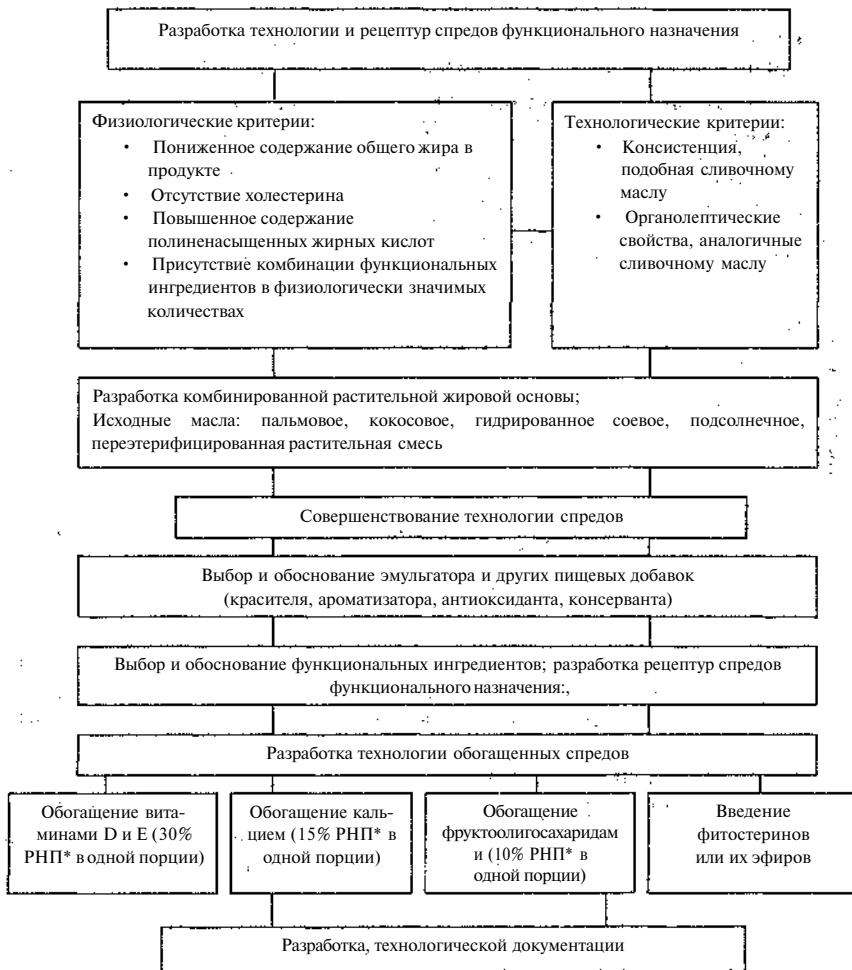 Разработка технологии и рецептур спредов функционального назначения
Физиологические критерии:
• Пониженное содержание общего жира в
продукте
• Отсутствие холестерина
• Повышенное содержание
полиненасыщенных жирных кислот
• Присутствие комбинации функциональных
ингредиентов в физиологически значимых
количествах
Технологические критерии:
• Консистенция,
подобная сливочному
маслу
• Органолептические
свойства, аналогичные
сливочному маслу
Разработка комбинированной растительной жировой основы;
Исходные масла: пальмовое, кокосовое, гидрированное соевое, подсолнечное,
переэтерифицированная растительная смесь
Совершенствование технологии спредов
Выбор и обоснование эмульгатора и других пищевых добавок
(красителя, ароматизатора, антиоксиданта, консерванта)
Выбор и обоснование функциональных ингредиентов; разработка рецептур спредов
функционального назначения:,
Разработка технологии обогащенных спредов
Обогащение вита-
минами D и E (30%
РНП* в одной порции)
Обогащение каль-
цием (15% РНП* в
одной порции)
Обогащение
фруктоолигосахаридам
и (10% РНП* в
одной порции)
Введение
фитостеринов
или их эфиров
Разработка, технологической документации